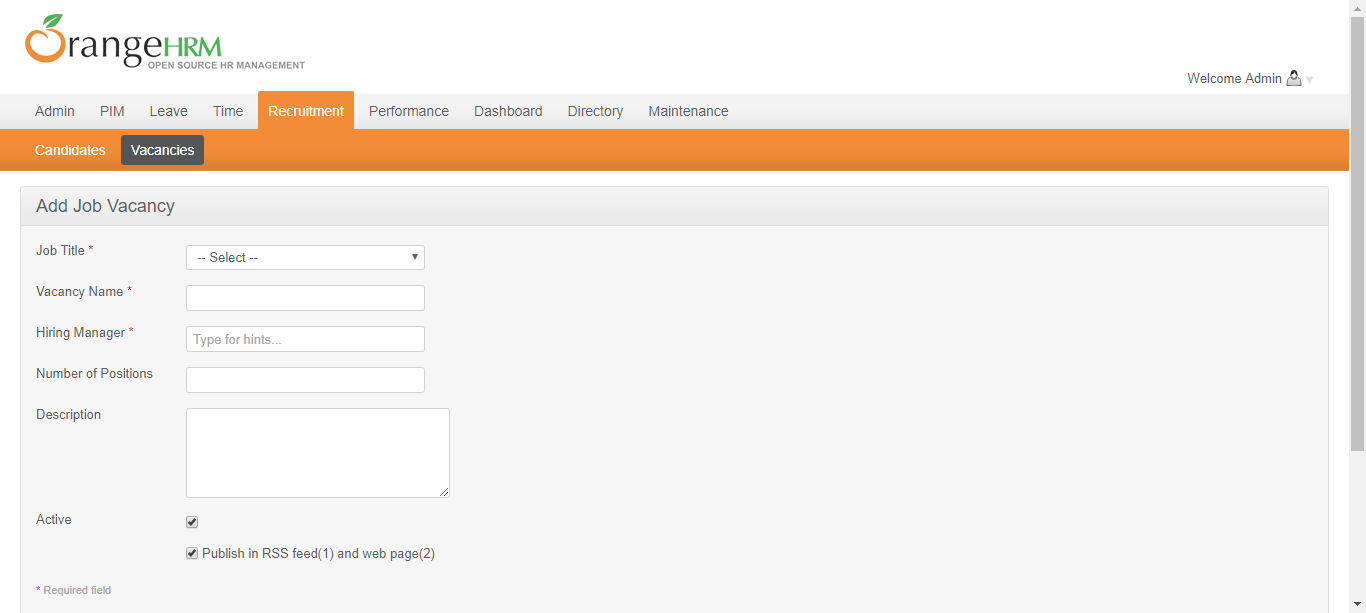 OrangeHRM
OPEN SOURCE HR MANAGEMENT
Welcome Admin
Admin PIM Leave Time Recruitment Performance Dashboard Directory Maintenance
Candidates Vacancies
Add Job Vacancy
Job Title *
-- Select --
Vacancy Name *
Hiring Manager *
Type for hints...
Number of Positions
Description
Active
Publish in RSS feed(1) and web page(2)
* Required field